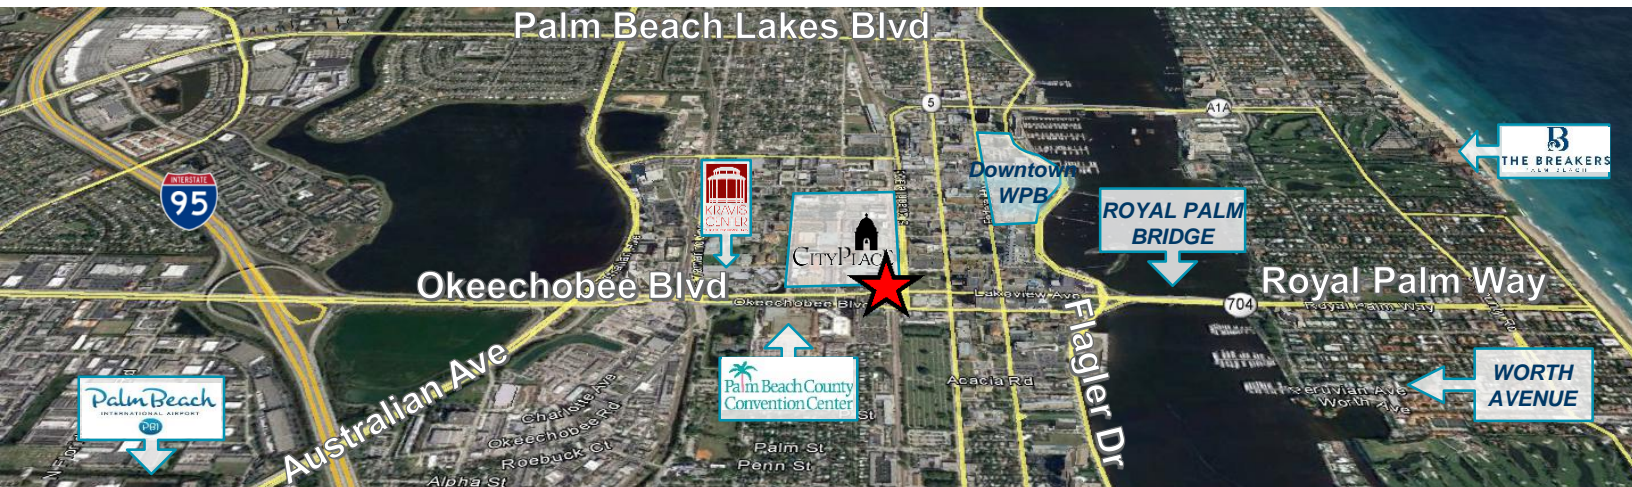 Palm Beach Lakes Blvd
5
A1A
THE BREAKERS
PALM BEACH
INTERSTATE
95
KRAVIS
CENTER
Downtown
WPB
ROYAL PALM
BRIDGE
CITYPLACE
Okeechobee Blvd
Okeechobee Blvd
Lakeview Ave
704
Royal Palm Way
Royal Palm Way
Flagler Dr
Australian Ave
Palm Beach
INTERNATIONAL AIRPORT
PBI
Palm Beach County
Convention Center
Acacia Rd
Peruvian Ave
Worth Ave
WORTH
AVENUE
Charlotte Ave
Okeechobee Rd
Roebuck Ct
Alpha St
St
Palm St
Penn St